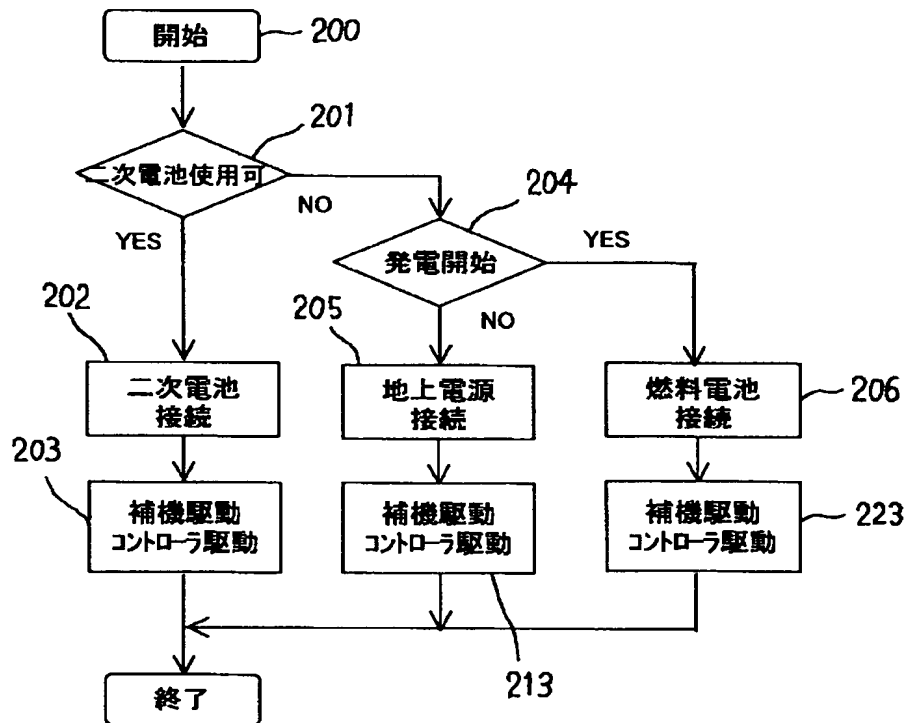 開始
200
201
二次電池使用可
NO
204
YES
発電開始
YES
202
205
NO
二次電池
接続
地上電源
接続
燃料電池
接続
206
203
補機駆動
コントローラ駆動
補機駆動
コントローラ駆動
補機駆動
コントローラ駆動
223
213
終了